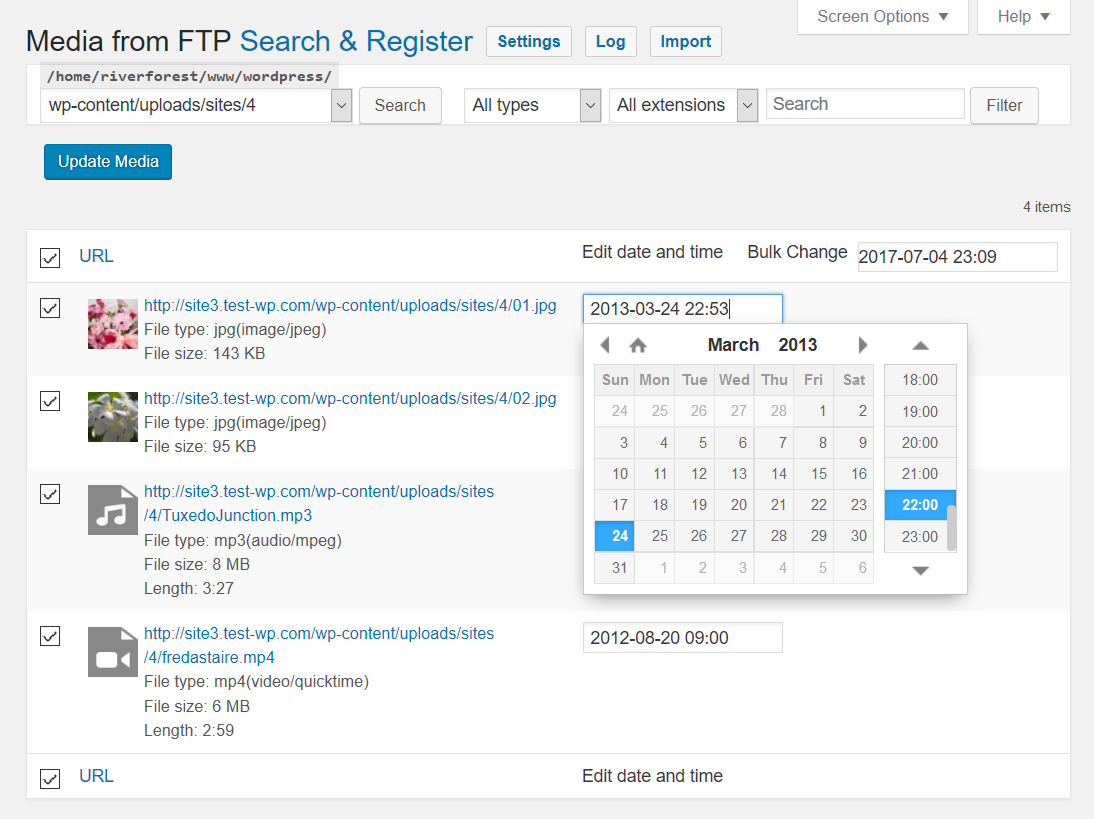 Screen Options ▼ Help ▼
Media from FTP Search & Register Settings Log Import
/home/riverforest/www/wordpress/
wp-content/uploads/sites/4 Search All types All extensions Search Filter
Update Media
4 items
URL Edit date and time Bulk Change 2017-07-04 23:09
http://site3.test-wp.com/wp-content/uploads/sites/4/01.jpg
File type: jpg(image/jpeg)
File size: 143 KB
2013-03-24 22:53
March 2013
Sun Mon Tue Wed Thu Fri Sat
24 25 26 27 28 1 2
3 4 5 6 7 8 9
10 11 12 13 14 15 16
17 18 19 20 21 22 23
24 25 26 27 28 29 30
31 1 2 3 4 5 6
18:00
19:00
20:00
21:00
22:00
23:00
http://site3.test-wp.com/wp-content/uploads/sites/4/02.jpg
File type: jpg(image/jpeg)
File size: 95 KB
http://site3.test-wp.com/wp-content/uploads/sites
/4/TuxedoJunction.mp3
File type: mp3(audio/mpeg)
File size: 8 MB
Length: 3:27
http://site3.test-wp.com/wp-content/uploads/sites
/4/fredastaire.mp4
File type: mp4(video/quicktime)
File size: 6 MB
Length: 2:59
2012-08-20 09:00
URL Edit date and time